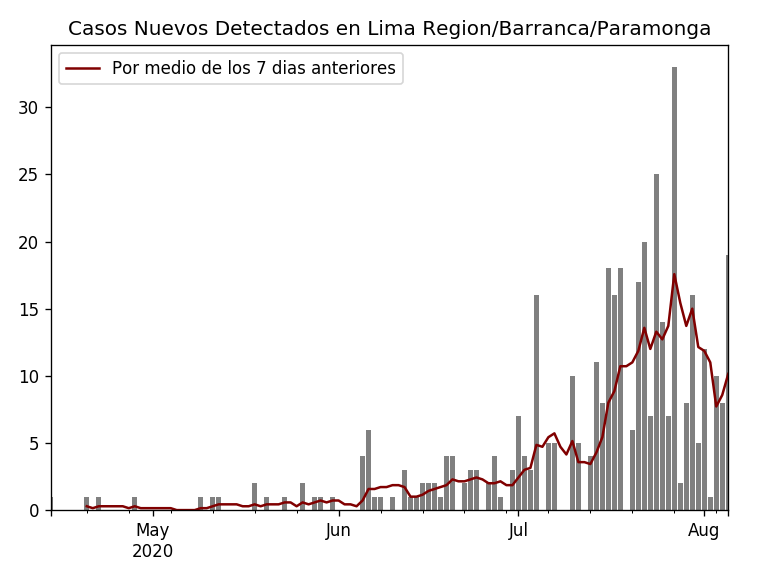 Casos Nuevos Detectados en Lima Region/Barranca/Paramonga
Por medio de los 7 dias anteriores
30
25
20
15
10
5
0
May Jun Jul Aug
2020